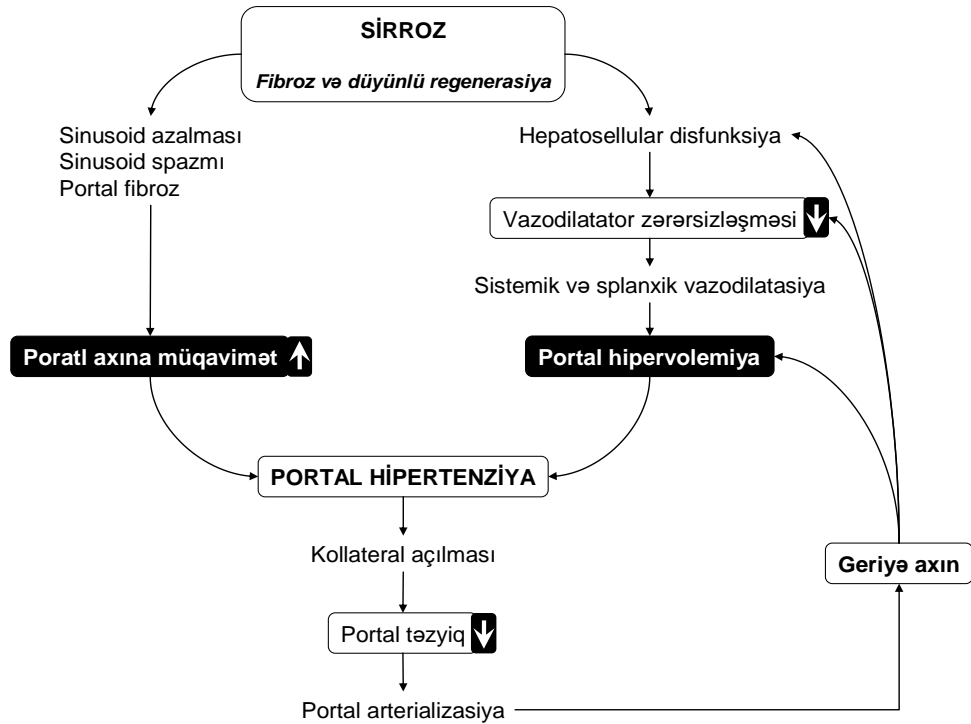 SİRROZ
Fibroz və düyünlü regenerasiya
Sinusoid azalması
Sinusoid spazmı
Portal fibroz
Hepatosellular disfunksiya
Vazodilatator zərərsizləşməsi
Sistemik və splanxik vazodilatasiya
Poratl axına müqavimət
Portal hipervolemiya
PORTAL HİPERTENZİYA
Kollateral açılması
Geriyə axın
Portal təzyiq
Portal arterializasiya